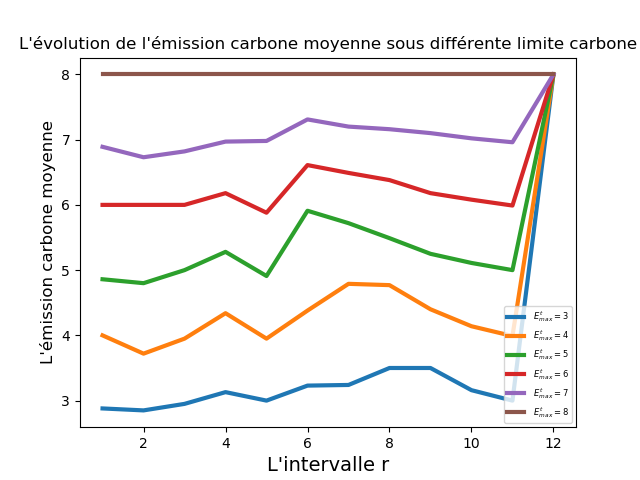 L'évolution de l'émission carbone moyenne sous différente limite carbone
L'émission carbone moyenne
8
7
6
5
4
3
2 4 6 8 10 12
L'intervalle r
E^t_max = 3
E^t_max = 4
E^t_max = 5
E^t_max = 6
E^t_max = 7
E^t_max = 8